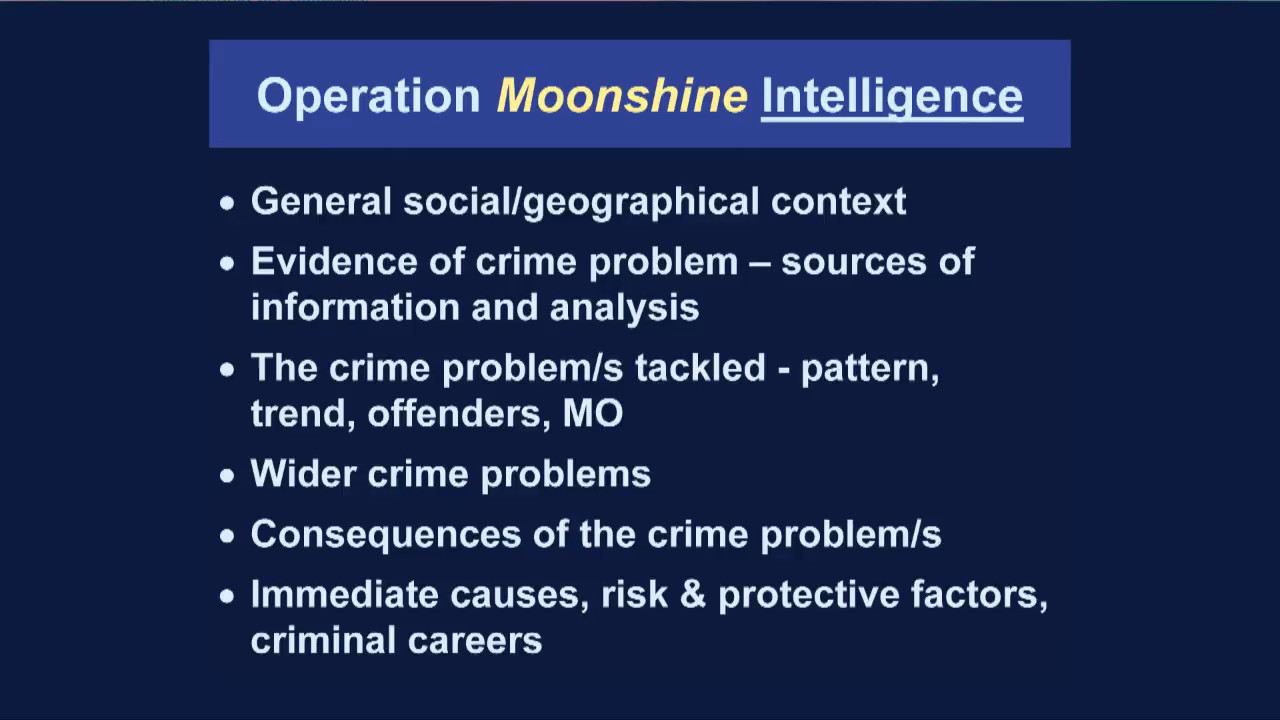 Operation Moonshine Intelligence
• General social/geographical context
• Evidence of crime problem – sources of
information and analysis
• The crime problem/s tackled - pattern,
trend, offenders, MO
• Wider crime problems
• Consequences of the crime problem/s
• Immediate causes, risk & protective factors,
criminal careers